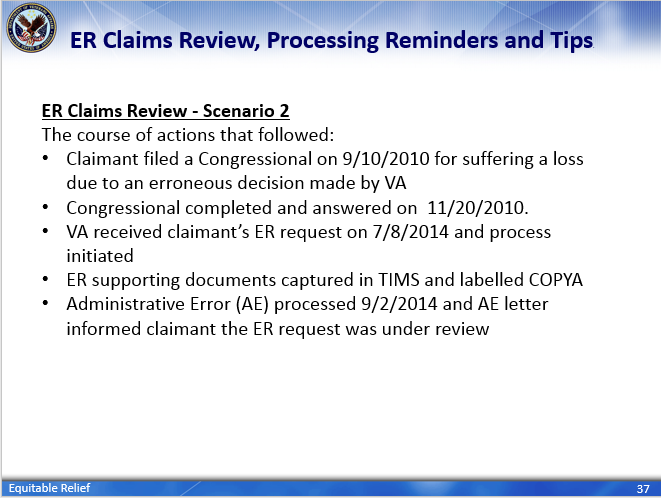 ER Claims Review, Processing Reminders and Tips
ER Claims Review - Scenario 2
The course of actions that followed:
• Claimant filed a Congressional on 9/10/2010 for suffering a loss
due to an erroneous decision made by VA
• Congressional completed and answered on  11/20/2010.
• VA received claimant’s ER request on 7/8/2014 and process
initiated
• ER supporting documents captured in TIMS and labelled COPYA
• Administrative Error (AE) processed 9/2/2014 and AE letter
informed claimant the ER request was under review
Equitable Relief
37